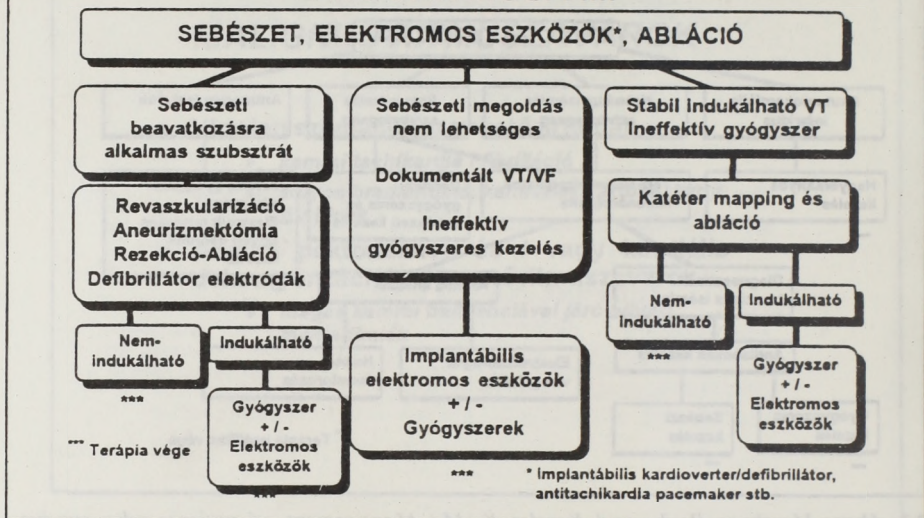 SEBÉSZET, ELEKTROMOS ESZKÖZÖK*, ABLÁCIÓ
Sebészeti
beavatkozásra
alkalmas szubsztrát
Revaszkularizáció
Aneurizmektómia
Rezekció-Abláció
Defibrillátor elektródák
Nem-
indukálható
***
Indukálható
Gyógyszer
+ / -
Elektromos
eszközök
***
*** Terápia vége
Sebészeti megoldás
nem lehetséges
Dokumentált VT/VF
Ineffektív
gyógyszeres kezelés
Implantábilis
elektromos eszközök
+ / -
Gyógyszerek
***
Stabil indukálható VT
Ineffektív gyógyszer
Katéter mapping és
abláció
Nem-
indukálható
***
Indukálható
Gyógyszer
+ / -
Elektromos
eszközök
* Implantábilis kardioverter/defibrillátor,
antitachikardia pacemaker stb.